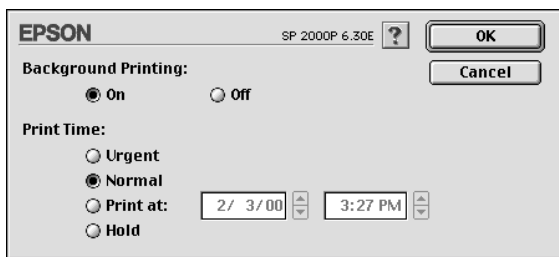 EPSON SP 2000P 6.30E ? OK
Background Printing: Cancel
On Off
Print Time:
Urgent
Normal
Print at: 2/ 3/00 3:27 PM
Hold